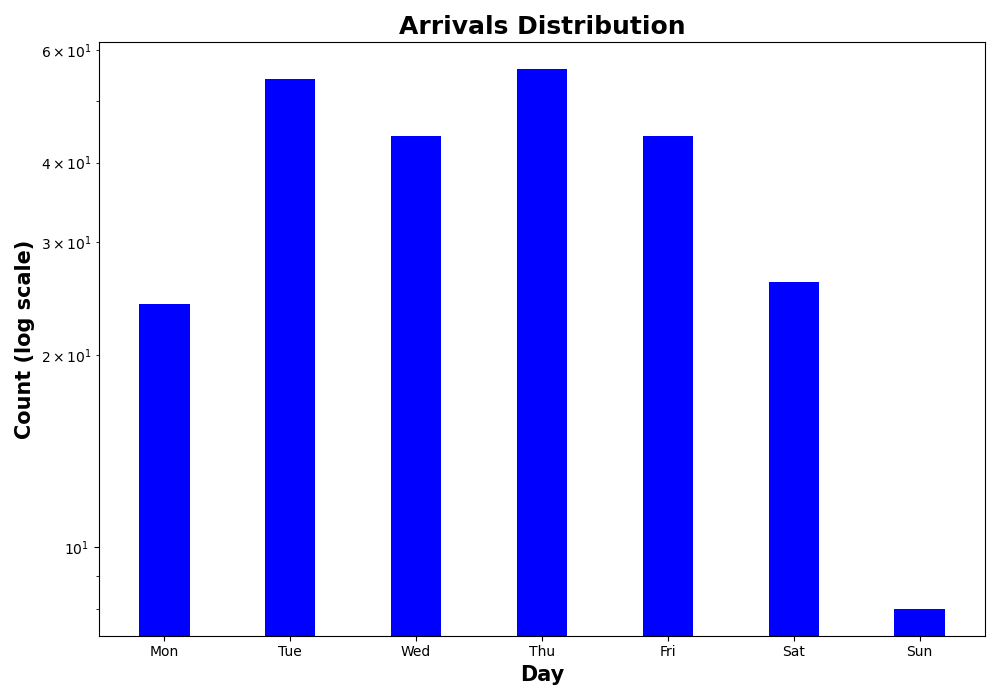 Arrivals Distribution
6 × 10¹
4 × 10¹
3 × 10¹
2 × 10¹
10¹
Count (log scale)
Mon Tue Wed Thu Fri Sat Sun
Day